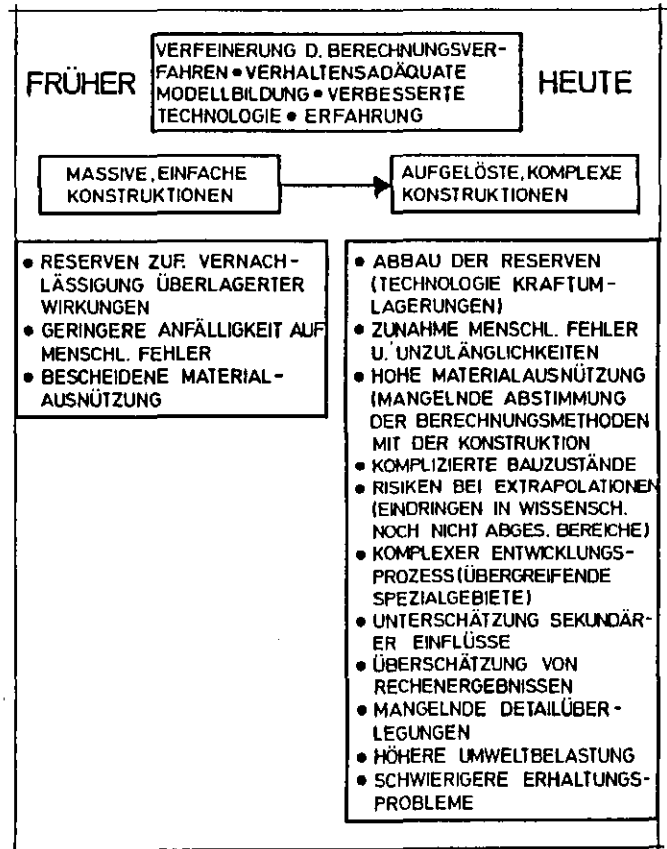 FRÜHER
VERFEINERUNG D. BERECHNUNGSVER-
FAHREN • VERHALTENSADÄQUATE
MODELLBILDUNG • VERBESSERTE
TECHNOLOGIE • ERFAHRUNG
HEUTE
MASSIVE, EINFACHE
KONSTRUKTIONEN
AUFGELÖSTE, KOMPLEXE
KONSTRUKTIONEN
• RESERVEN ZUF. VERNACH-
LÄSSIGUNG ÜBERLAGERTER
WIRKUNGEN
• GERINGERE ANFÄLLIGKEIT AUF
MENSCHL. FEHLER
• BESCHEIDENE MATERIAL-
AUSNÜTZUNG
• ABBAU DER RESERVEN
(TECHNOLOGIE KRAFTUM-
LAGERUNGEN)
• ZUNAHME MENSCHL. FEHLER
U. UNZULÄNGLICHKEITEN
• HOHE MATERIALAUSNÜTZUNG
(MANGELNDE ABSTIMMUNG
DER BERECHNUNGSMETHODEN
MIT DER KONSTRUKTION
• KOMPLIZIERTE BAUZUSTÄNDE
• RISIKEN BEI EXTRAPOLATIONEN
(EINDRINGEN IN WISSENSCH.
NOCH NICHT ABGES. BEREICHE)
• KOMPLEXER ENTWICKLUNGS-
PROZESS (ÜBERGREIFENDE
SPEZIALGEBIETE)
• UNTERSCHÄTZUNG SEKUNDÄR-
ER EINFLÜSSE
• ÜBERSCHÄTZUNG VON
RECHENERGEBNISSEN
• MANGELNDE DETAILÜBER-
LEGUNGEN
• HÖHERE UMWELTBELASTUNG
• SCHWIERIGERE ERHALTUNGS-
PROBLEME